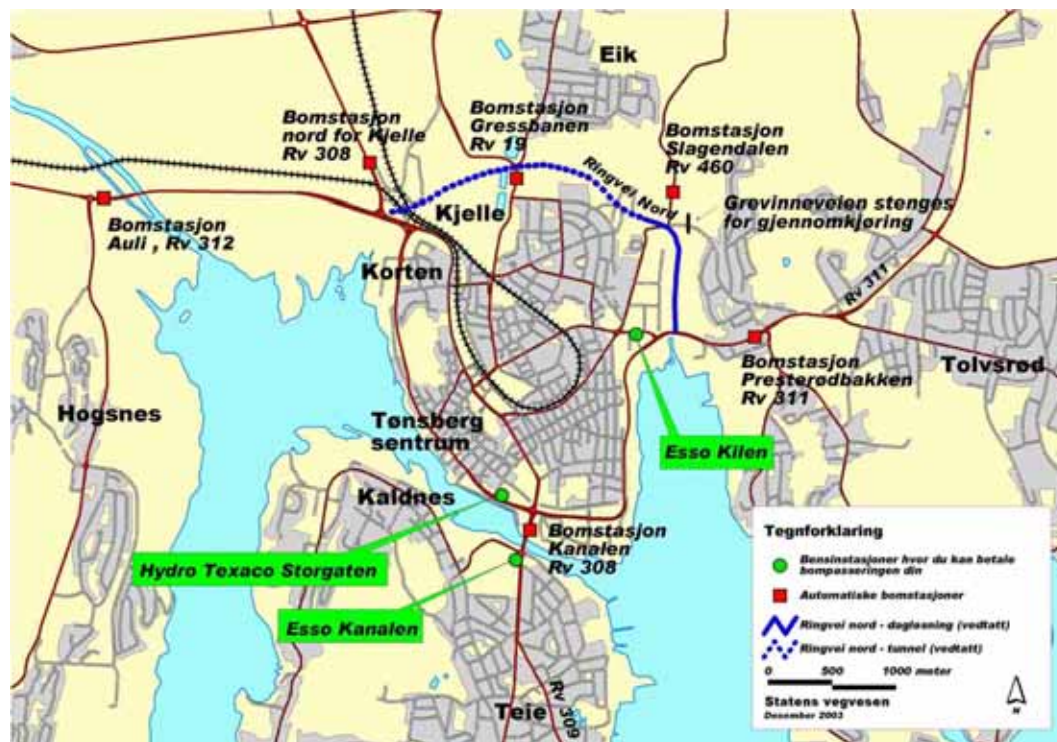 Eik
Bomstasjon
nord for Kjelle
Rv 308
Bomstasjon
Gressbanen
Rv 19
Bomstasjon
Slagendalen
Rv 460
Ringvei Nord
Grevinneveien stenges
for gjennomkjøring
Bomstasjon
Auli , Rv 312
Kjelle
Korten
Rv 311
Bomstasjon
Presterødbakken
Rv 311
Tolvsrød
Hogsnes
Tønsberg
sentrum
Esso Kilen
Kaldnes
Bomstasjon
Kanalen
Rv 308
Hydro Texaco Storgaten
Esso Kanalen
Teie
Rv 309
Tegnforklaring
Bensinstasjoner hvor du kan betale
bompasseringen din
Automatiske bomstasjoner
Ringvei nord - dagløsning (vedtatt)
Ringvei nord - tunnel (vedtatt)
0 500 1000 meter
Statens vegvesen
Desember 2003
N